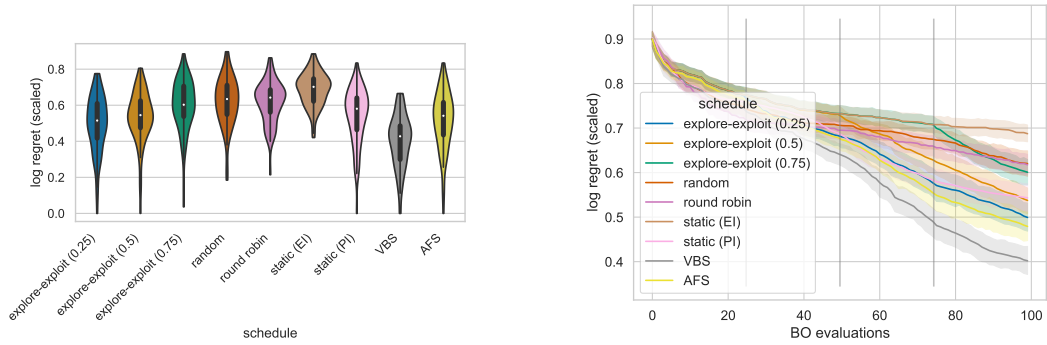 0.8
0.6
0.4
0.2
0.0
log regret (scaled)
explore-exploit (0.25)
explore-exploit (0.5)
explore-exploit (0.75)
random
round robin
static (EI)
static (PI)
VBS
AFS
schedule
0.9
0.8
0.7
0.6
0.5
0.4
log regret (scaled)
schedule
explore-exploit (0.25)
explore-exploit (0.5)
explore-exploit (0.75)
random
round robin
static (EI)
static (PI)
VBS
AFS
0
20
40
60
80
100
BO evaluations